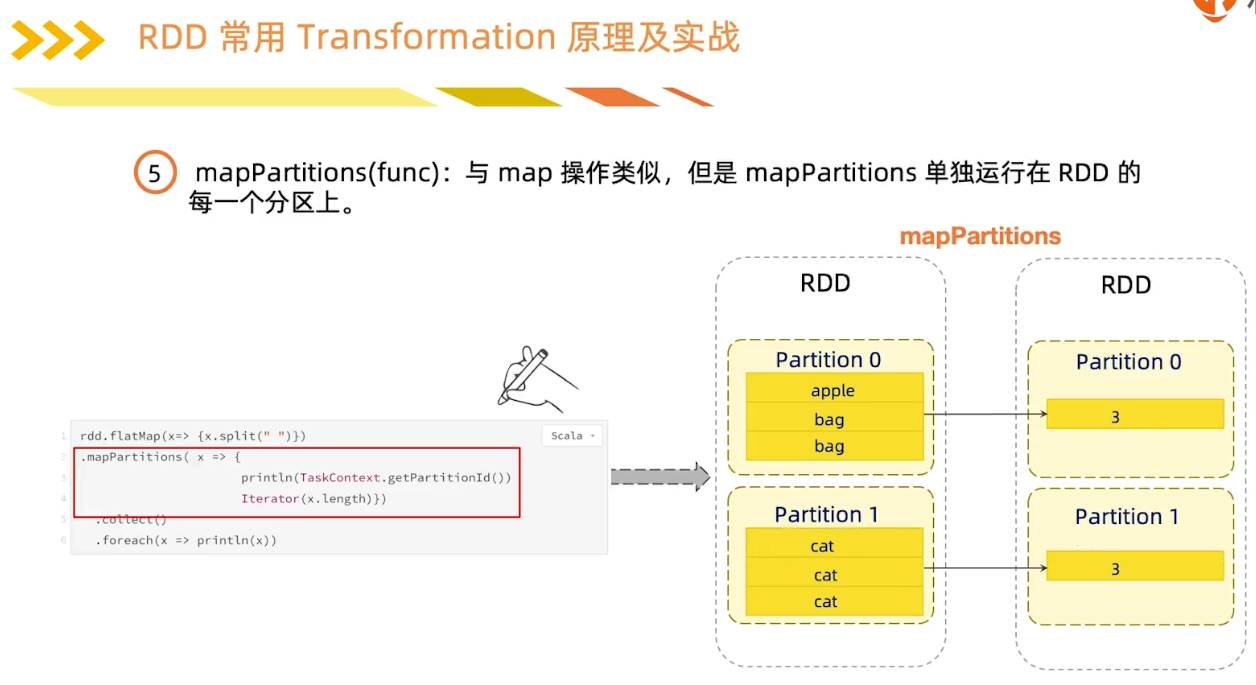 RDD 常用 Transformation 原理及实战
5 mapPartitions(func)：与 map 操作类似，但是 mapPartitions 单独运行在 RDD 的
每一个分区上。
mapPartitions
RDD
Partition 0
apple
bag
bag
Partition 1
cat
cat
cat
RDD
Partition 0
3
Partition 1
3
Scala
1 rdd.flatMap(x=> {x.split(" ")})
2 .mapPartitions( x => {
3 println(TaskContext.getPartitionId())
4 Iterator(x.length)})
5 .collect()
6 .foreach(x => println(x))